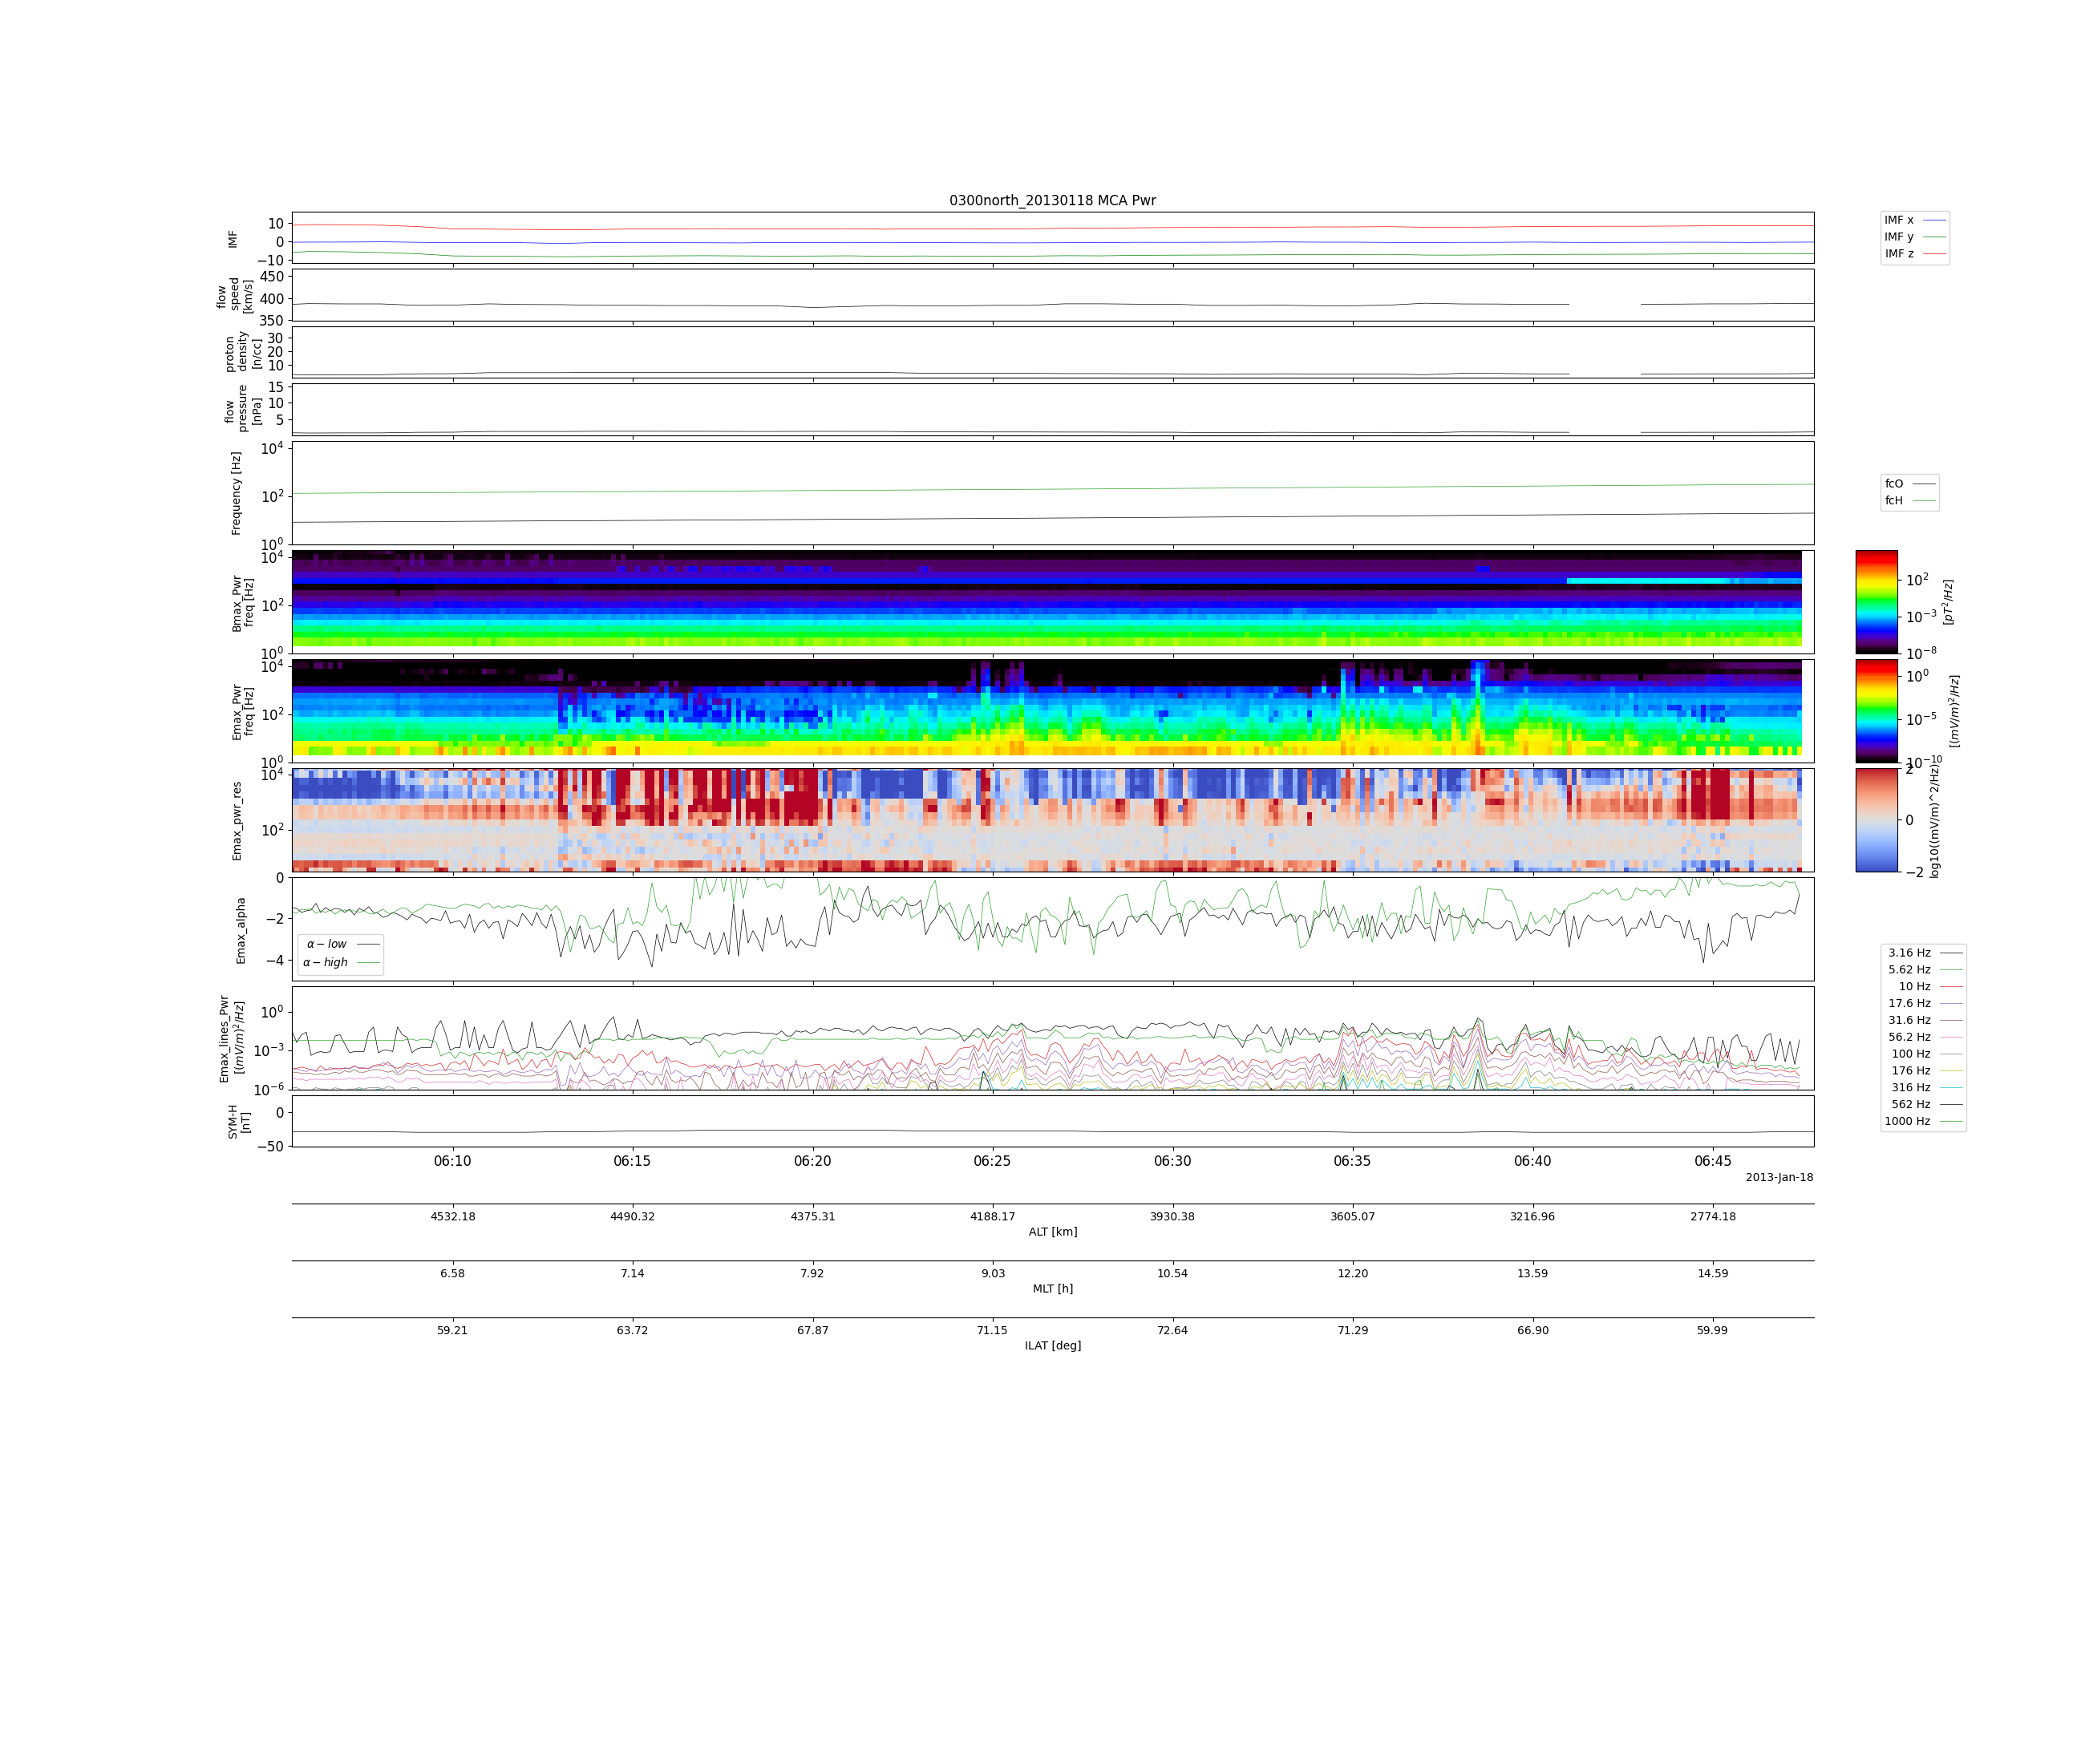 0300north_20130118 MCA Pwr
IMF
10
0
−10
IMF x
IMF y
IMF z
flow
speed
[km/s]
450
400
350
proton
density
[n/cc]
30
20
10
flow
pressure
[nPa]
15
10
5
Frequency [Hz]
10^4
10^2
10^0
fcO
fcH
Bmax_Pwr
freq [Hz]
10^4
10^2
10^0
10^2
10^-3
10^-8
[pT^2/Hz]
Emax_Pwr
freq [Hz]
10^4
10^2
10^0
10^0
10^-5
10^-10
[(mV/m)^2/Hz]
Emax_pwr_res
10^4
10^2
2
0
−2
log10((mV/m)^2/Hz)
Emax_alpha
0
−2
−4
α − low
α − high
Emax_lines_Pwr
[(mV/m)^2/Hz]
10^0
10^-3
10^-6
3.16 Hz
5.62 Hz
10 Hz
17.6 Hz
31.6 Hz
56.2 Hz
100 Hz
176 Hz
316 Hz
562 Hz
1000 Hz
SYM-H
[nT]
0
−50
06:10 06:15 06:20 06:25 06:30 06:35 06:40 06:45
2013-Jan-18
4532.18 4490.32 4375.31 4188.17 3930.38 3605.07 3216.96 2774.18
ALT [km]
6.58 7.14 7.92 9.03 10.54 12.20 13.59 14.59
MLT [h]
59.21 63.72 67.87 71.15 72.64 71.29 66.90 59.99
ILAT [deg]